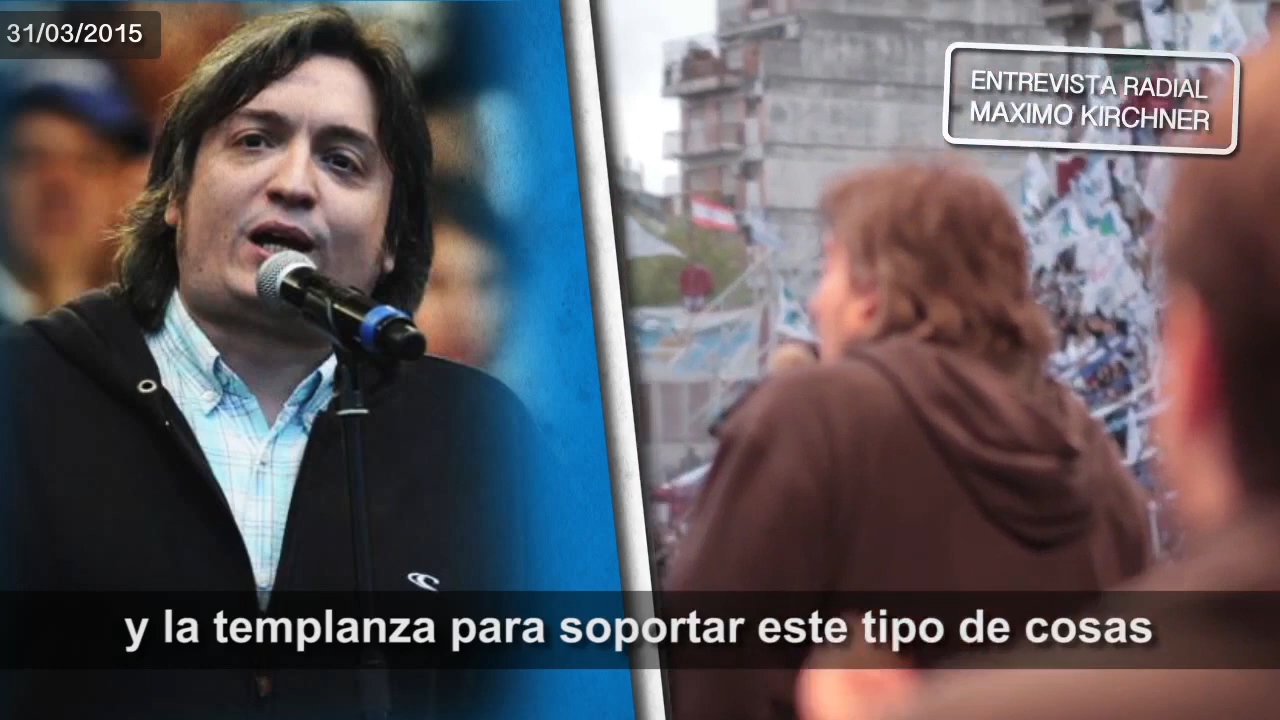 31/03/2015
ENTREVISTA RADIAL
MAXIMO KIRCHNER
y la templanza para soportar este tipo de cosas